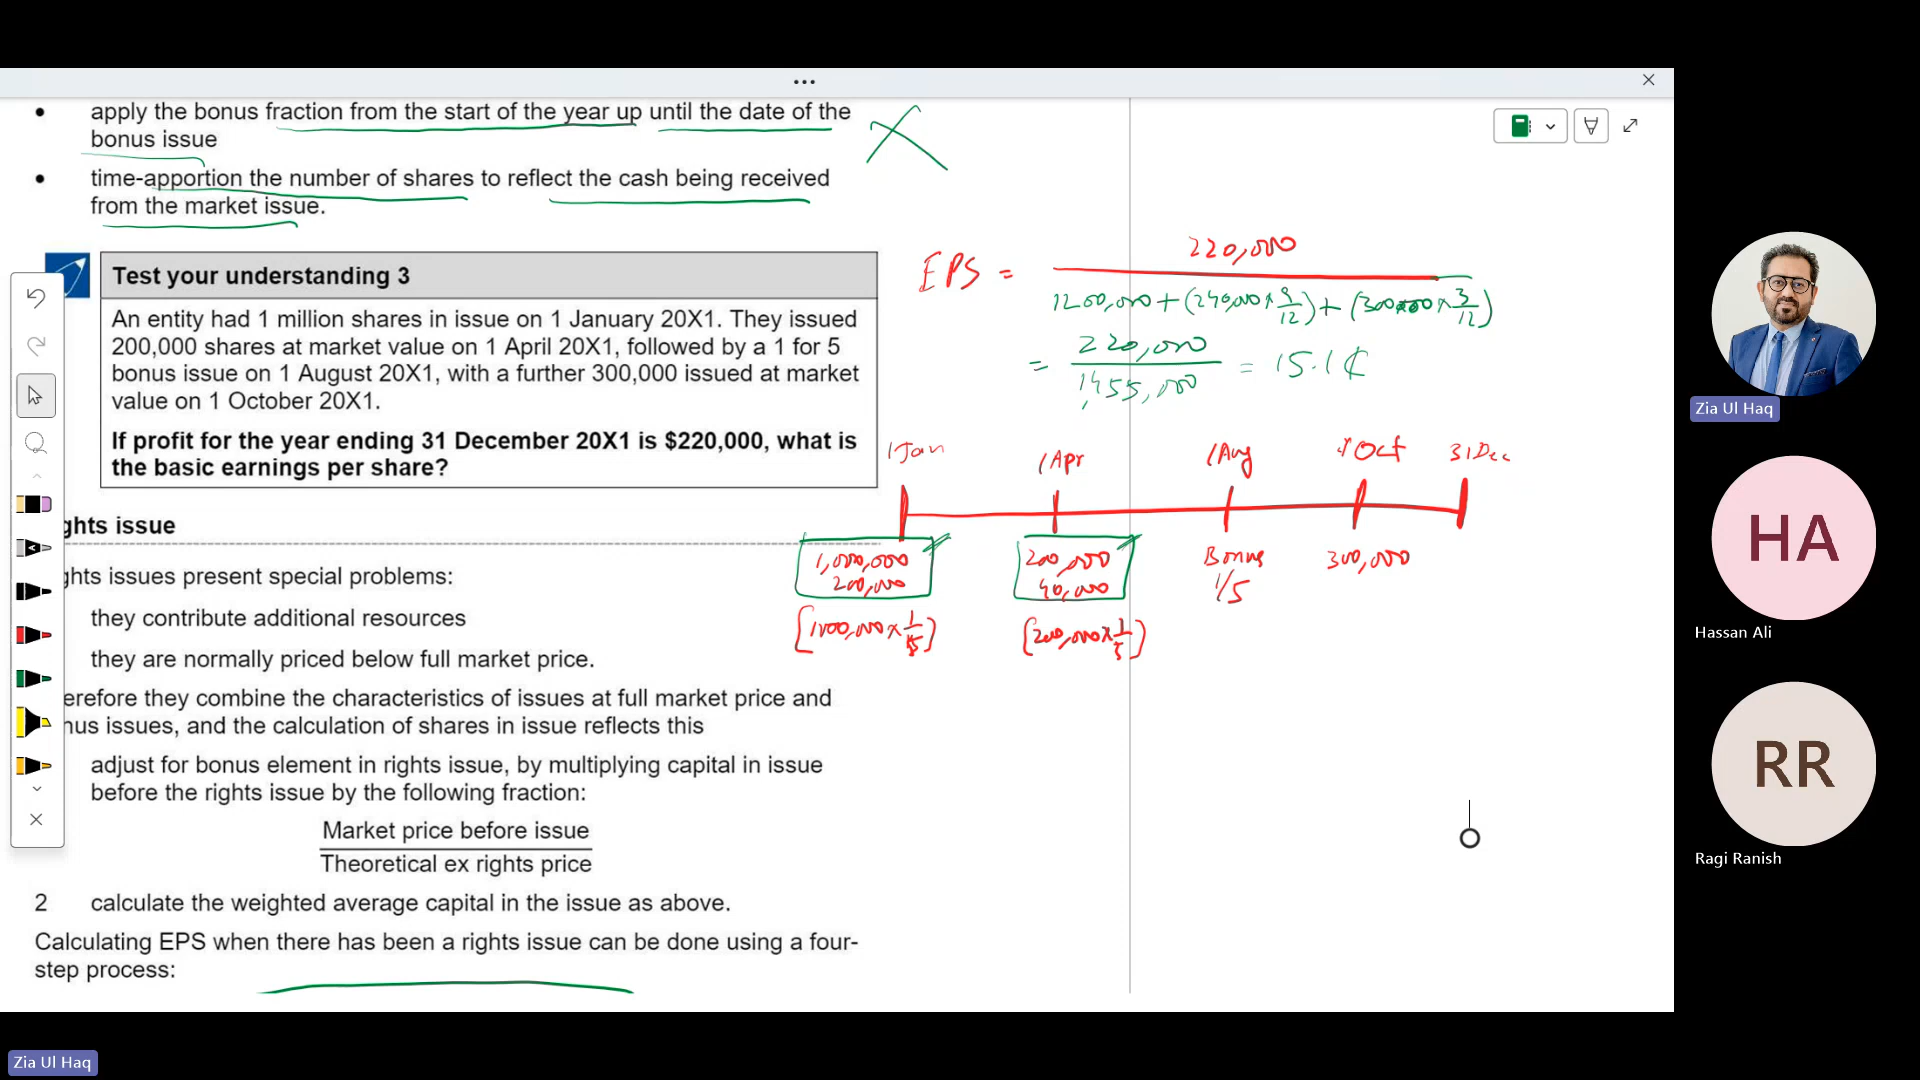 apply the bonus fraction from the start of the year up until the date of the
bonus issue
time-apportion the number of shares to reflect the cash being received
from the market issue.
Test your understanding 3
An entity had 1 million shares in issue on 1 January 20X1. They issued
200,000 shares at market value on 1 April 20X1, followed by a 1 for 5
bonus issue on 1 August 20X1, with a further 300,000 issued at market
value on 1 October 20X1.
If profit for the year ending 31 December 20X1 is $220,000, what is
the basic earnings per share?
ghts issue
ghts issues present special problems:
they contribute additional resources
they are normally priced below full market price.
erefore they combine the characteristics of issues at full market price and
nus issues, and the calculation of shares in issue reflects this
adjust for bonus element in rights issue, by multiplying capital in issue
before the rights issue by the following fraction:
Market price before issue
Theoretical ex rights price
2 calculate the weighted average capital in the issue as above.
Calculating EPS when there has been a rights issue can be done using a four-
step process:
220,000
EPS =
1200,000 + (240,000 × 9/12) + (300,000 × 3/12)
= 220,000 / 1,455,000 = 15.1¢
1 Jan 1 Apr 1 Aug 1 Oct 31 Dec
1,000,000 200,000 Bonus 300,000
200,000 40,000 1/5
[1000,000 × 1/5] [200,000 × 1/5]
Zia Ul Haq
HA
Hassan Ali
RR
Ragi Ranish
Zia Ul Haq